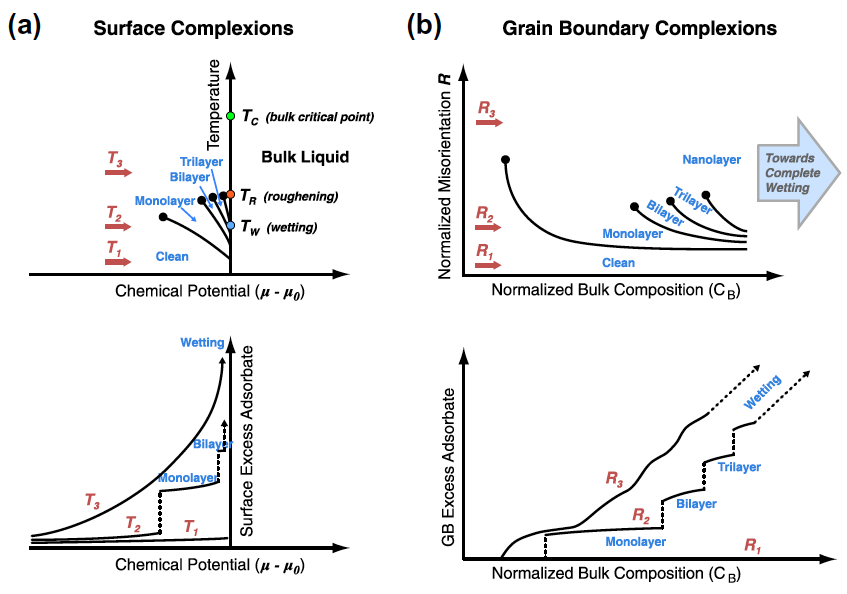 (a)
Surface Complexions
Temperature
T_C (bulk critical point)
Bulk Liquid
Trilayer
Bilayer
T_3
T_R (roughening)
Monolayer
T_2
T_W (wetting)
T_1
Clean
Chemical Potential (μ - μ_0)
Wetting
Surface Excess Adsorbate
Bilayer
Monolayer
T_3
T_2
T_1
Chemical Potential (μ - μ_0)
(b)
Grain Boundary Complexions
Normalized Misorientation R
R_3
Nanolayer
Towards
Complete
Wetting
Trilayer
Bilayer
R_2
Monolayer
R_1
Clean
Normalized Bulk Composition (C_B)
GB Excess Adsorbate
Wetting
R_3
Trilayer
Bilayer
R_2
Monolayer
R_1
Normalized Bulk Composition (C_B)